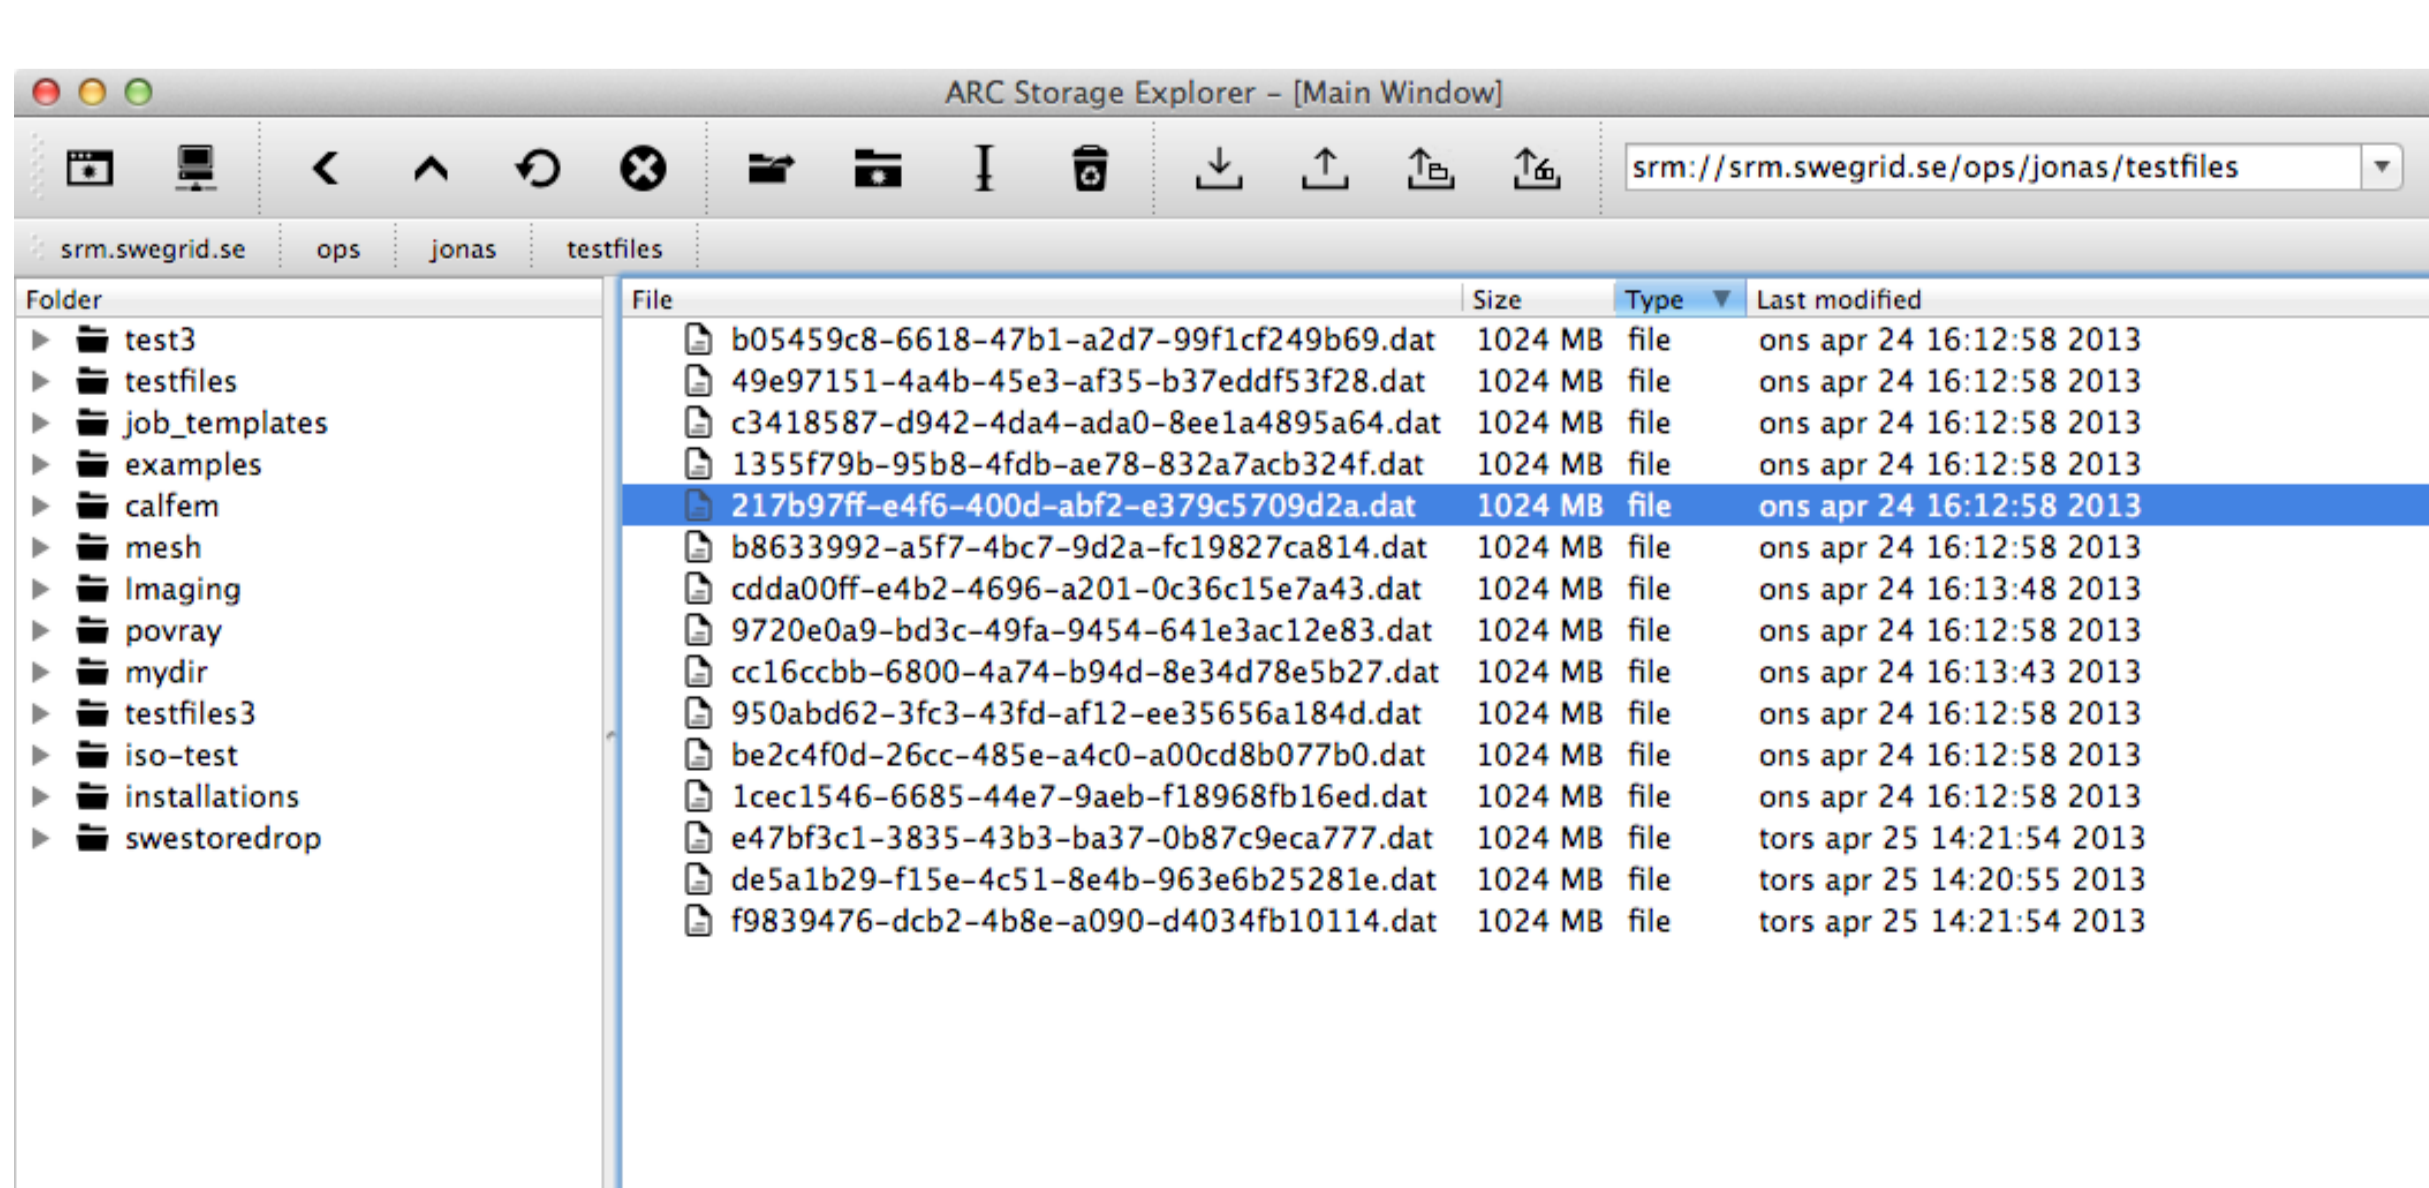 ARC Storage Explorer – [Main Window]
srm://srm.swegrid.se/ops/jonas/testfiles
srm.swegrid.se ops jonas testfiles
Folder
test3
testfiles
job_templates
examples
calfem
mesh
Imaging
povray
mydir
testfiles3
iso-test
installations
swestoredrop
File Size Type Last modified
b05459c8-6618-47b1-a2d7-99f1cf249b69.dat 1024 MB file ons apr 24 16:12:58 2013
49e97151-4a4b-45e3-af35-b37eddf53f28.dat 1024 MB file ons apr 24 16:12:58 2013
c3418587-d942-4da4-ada0-8ee1a4895a64.dat 1024 MB file ons apr 24 16:12:58 2013
1355f79b-95b8-4fdb-ae78-832a7acb324f.dat 1024 MB file ons apr 24 16:12:58 2013
217b97ff-e4f6-400d-abf2-e379c5709d2a.dat 1024 MB file ons apr 24 16:12:58 2013
b8633992-a5f7-4bc7-9d2a-fc19827ca814.dat 1024 MB file ons apr 24 16:12:58 2013
cdda00ff-e4b2-4696-a201-0c36c15e7a43.dat 1024 MB file ons apr 24 16:13:48 2013
9720e0a9-bd3c-49fa-9454-641e3ac12e83.dat 1024 MB file ons apr 24 16:12:58 2013
cc16ccbb-6800-4a74-b94d-8e34d78e5b27.dat 1024 MB file ons apr 24 16:13:43 2013
950abd62-3fc3-43fd-af12-ee35656a184d.dat 1024 MB file ons apr 24 16:12:58 2013
be2c4f0d-26cc-485e-a4c0-a00cd8b077b0.dat 1024 MB file ons apr 24 16:12:58 2013
1cec1546-6685-44e7-9aeb-f18968fb16ed.dat 1024 MB file ons apr 24 16:12:58 2013
e47bf3c1-3835-43b3-ba37-0b87c9eca777.dat 1024 MB file tors apr 25 14:21:54 2013
de5a1b29-f15e-4c51-8e4b-963e6b25281e.dat 1024 MB file tors apr 25 14:20:55 2013
f9839476-dcb2-4b8e-a090-d4034fb10114.dat 1024 MB file tors apr 25 14:21:54 2013